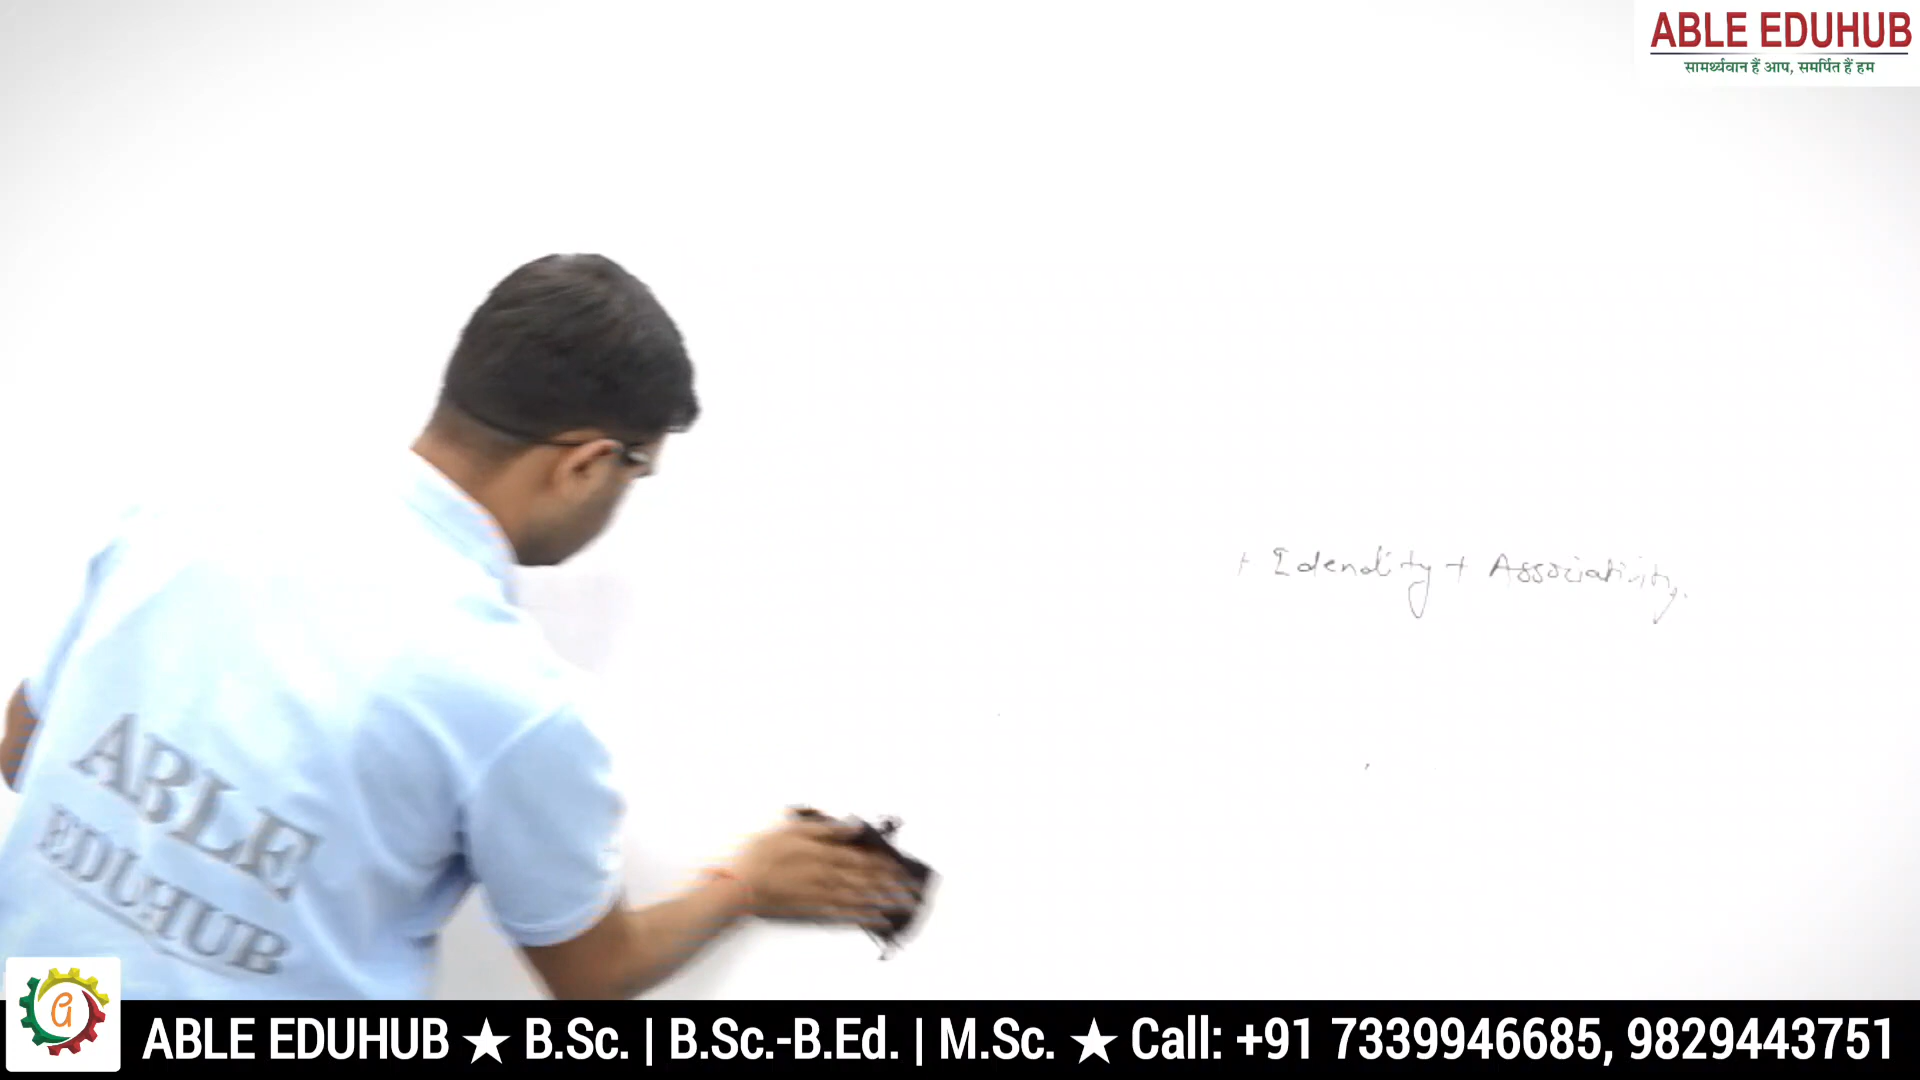 ABLE EDUHUB
सामर्थ्यवान हैं आप, समर्पित हैं हम
+ Idendity + Associativity.
ABLE
EDUHUB
ABLE EDUHUB ★ B.Sc. | B.Sc.-B.Ed. | M.Sc. ★ Call: +91 7339946685, 9829443751